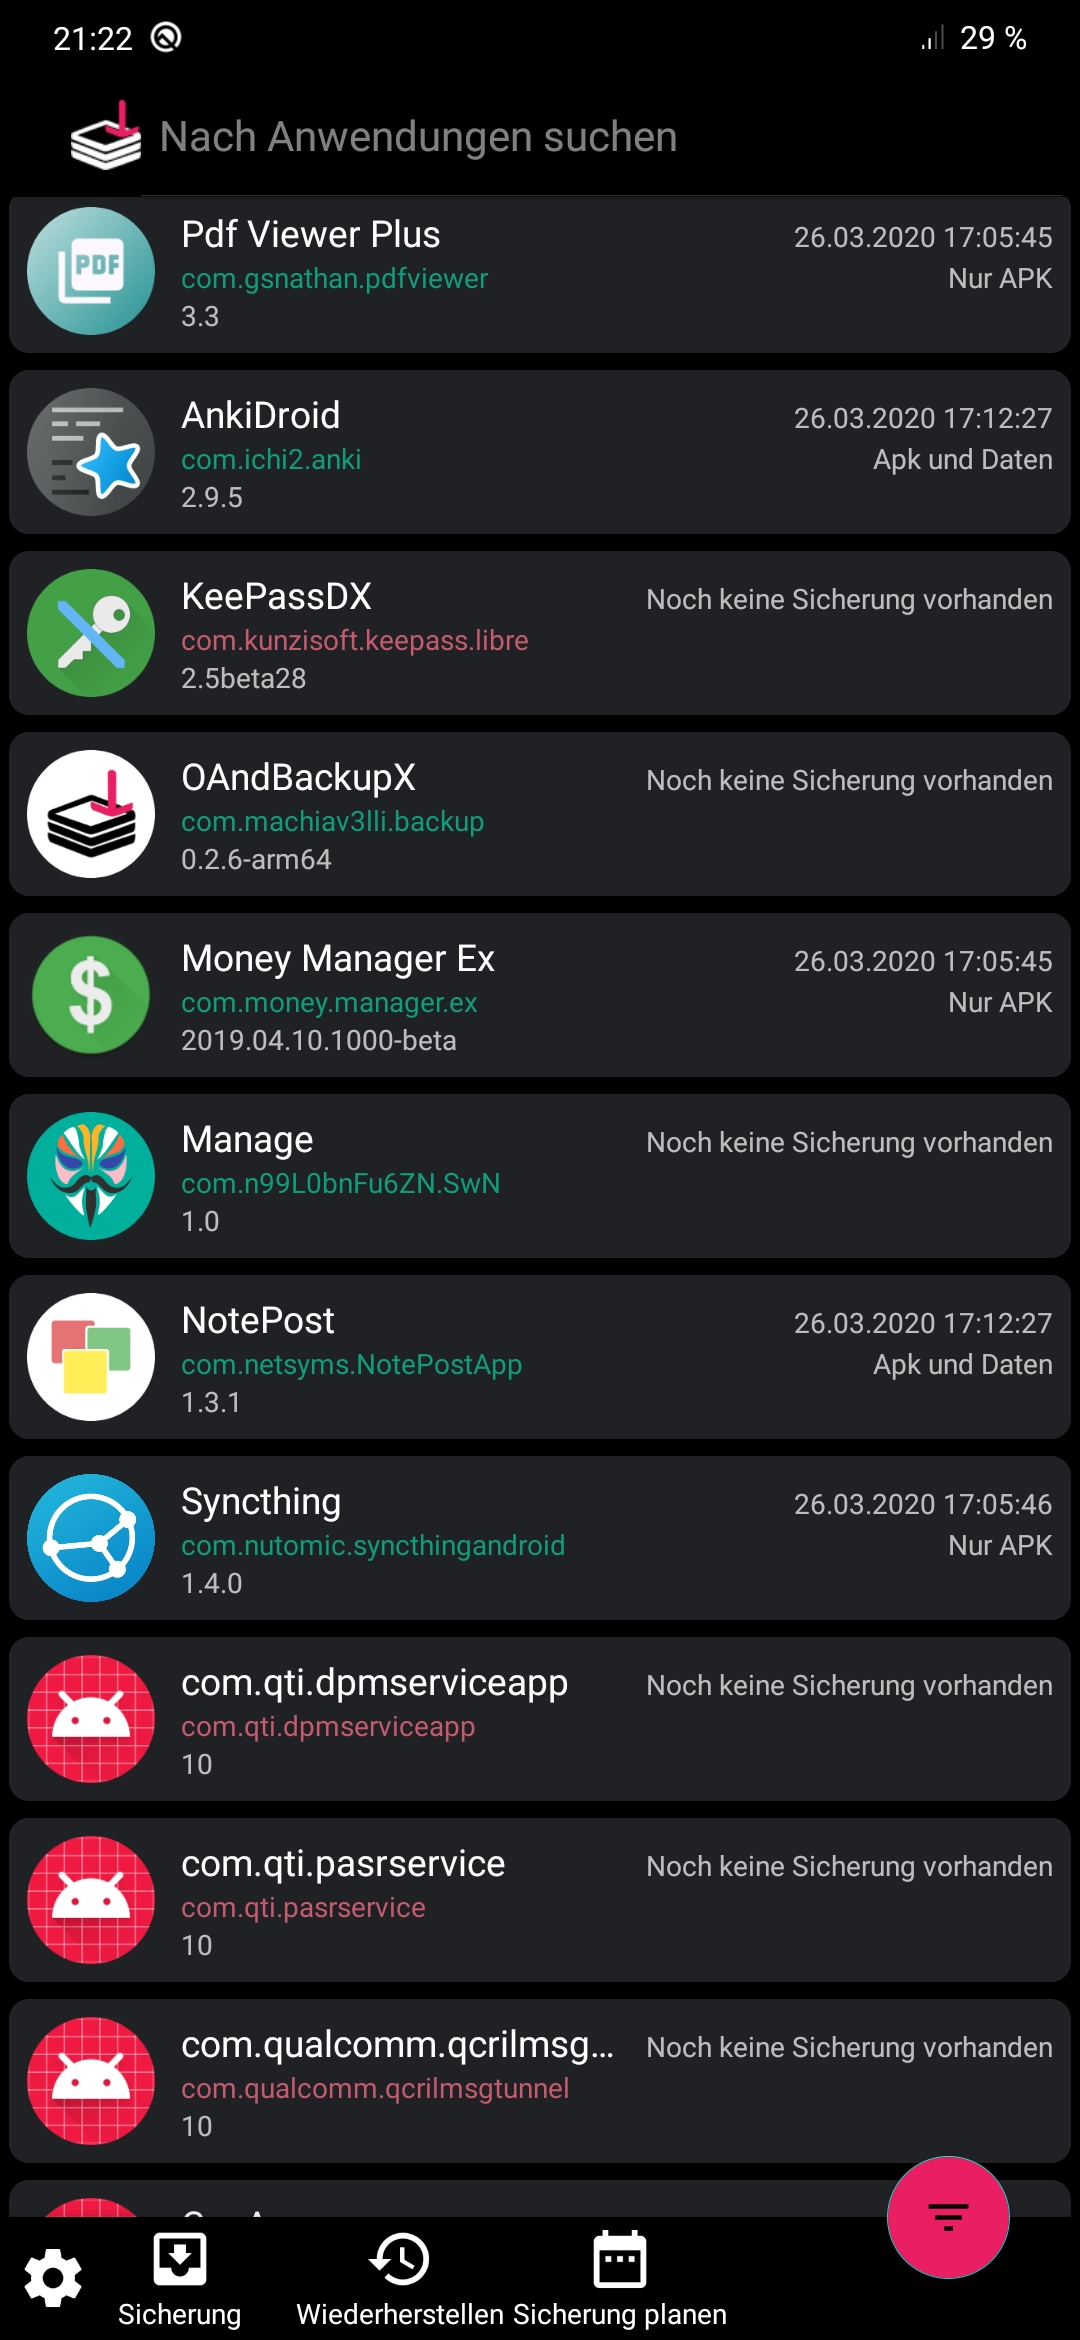 21:22
29 %
Nach Anwendungen suchen
Pdf Viewer Plus
26.03.2020 17:05:45
com.gsnathan.pdfviewer
Nur APK
3.3
PDF
AnkiDroid
26.03.2020 17:12:27
com.ichi2.anki
Apk und Daten
2.9.5
KeePassDX
Noch keine Sicherung vorhanden
com.kunzisoft.keepass.libre
2.5beta28
OAndBackupX
Noch keine Sicherung vorhanden
com.machiav3lli.backup
0.2.6-arm64
Money Manager Ex
26.03.2020 17:05:45
com.money.manager.ex
Nur APK
2019.04.10.1000-beta
$
Manage
Noch keine Sicherung vorhanden
com.n99L0bnFu6ZN.SwN
1.0
NotePost
26.03.2020 17:12:27
com.netsyms.NotePostApp
Apk und Daten
1.3.1
Syncthing
26.03.2020 17:05:46
com.nutomic.syncthingandroid
Nur APK
1.4.0
com.qti.dpmserviceapp
Noch keine Sicherung vorhanden
com.qti.dpmserviceapp
10
com.qti.pasrservice
Noch keine Sicherung vorhanden
com.qti.pasrservice
10
com.qualcomm.qcrilmsg...
Noch keine Sicherung vorhanden
com.qualcomm.qcrilmsgtunnel
10
Sicherung
Wiederherstellen
Sicherung planen